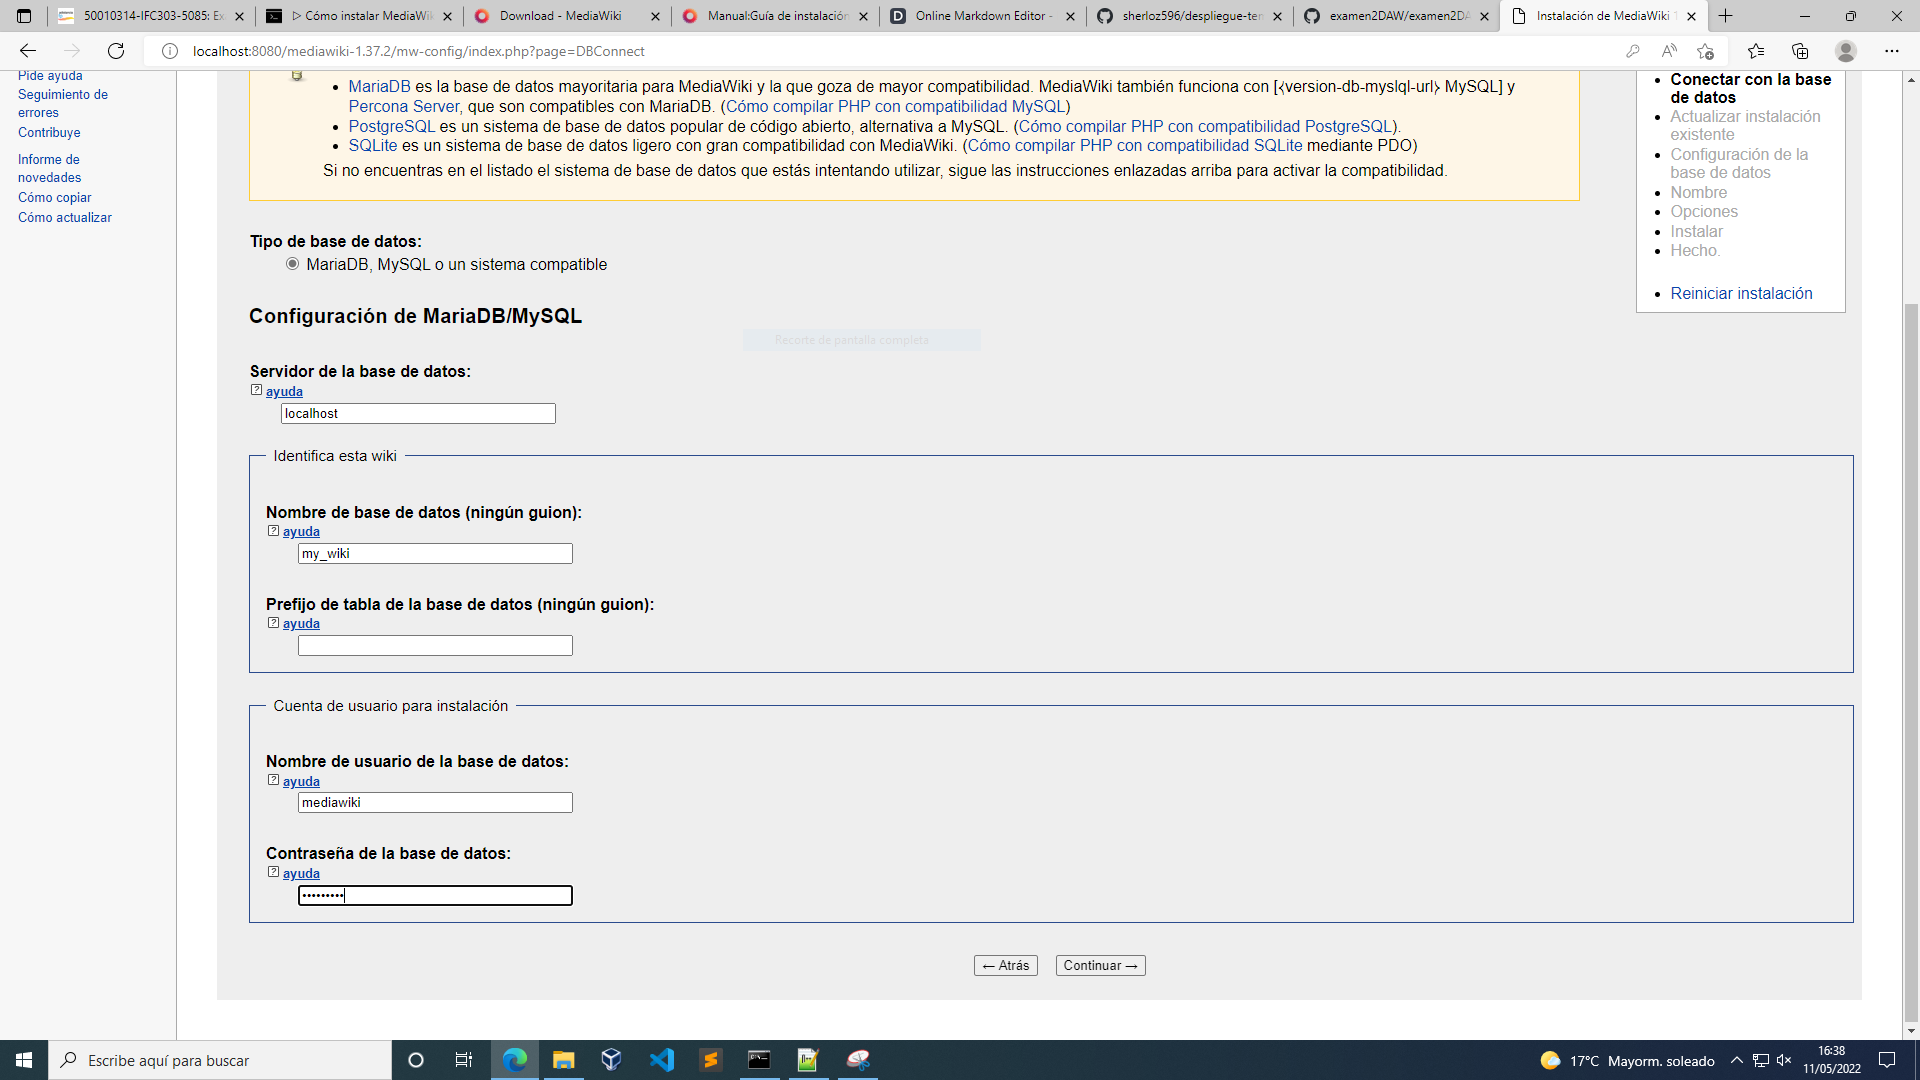 50010314-IFC303-5085: Ex
▷ Cómo instalar MediaWik
Download - MediaWiki
Manual:Guía de instalación
Online Markdown Editor -
sherloz596/despliegue-ten
examen2DAW/examen2DA
Instalación de MediaWiki 1
localhost:8080/mediawiki-1.37.2/mw-config/index.php?page=DBConnect
Pide ayuda
Seguimiento de
errores
Contribuye
Informe de
novedades
Cómo copiar
Cómo actualizar
MariaDB es la base de datos mayoritaria para MediaWiki y la que goza de mayor compatibilidad. MediaWiki también funciona con [⧼version-db-myslql-url⧽ MySQL] y
Percona Server, que son compatibles con MariaDB. (Cómo compilar PHP con compatibilidad MySQL)
PostgreSQL es un sistema de base de datos popular de código abierto, alternativa a MySQL. (Cómo compilar PHP con compatibilidad PostgreSQL).
SQLite es un sistema de base de datos ligero con gran compatibilidad con MediaWiki. (Cómo compilar PHP con compatibilidad SQLite mediante PDO)
Si no encuentras en el listado el sistema de base de datos que estás intentando utilizar, sigue las instrucciones enlazadas arriba para activar la compatibilidad.
Tipo de base de datos:
MariaDB, MySQL o un sistema compatible
Configuración de MariaDB/MySQL
Recorte de pantalla completa
Servidor de la base de datos:
ayuda
localhost
Identifica esta wiki
Nombre de base de datos (ningún guion):
ayuda
my_wiki
Prefijo de tabla de la base de datos (ningún guion):
ayuda
Cuenta de usuario para instalación
Nombre de usuario de la base de datos:
ayuda
mediawiki
Contraseña de la base de datos:
ayuda
•••••••••
← Atrás
Continuar →
Conectar con la base
de datos
Actualizar instalación
existente
Configuración de la
base de datos
Nombre
Opciones
Instalar
Hecho.
Reiniciar instalación
Escribe aquí para buscar
17°C Mayorm. soleado
16:38
11/05/2022